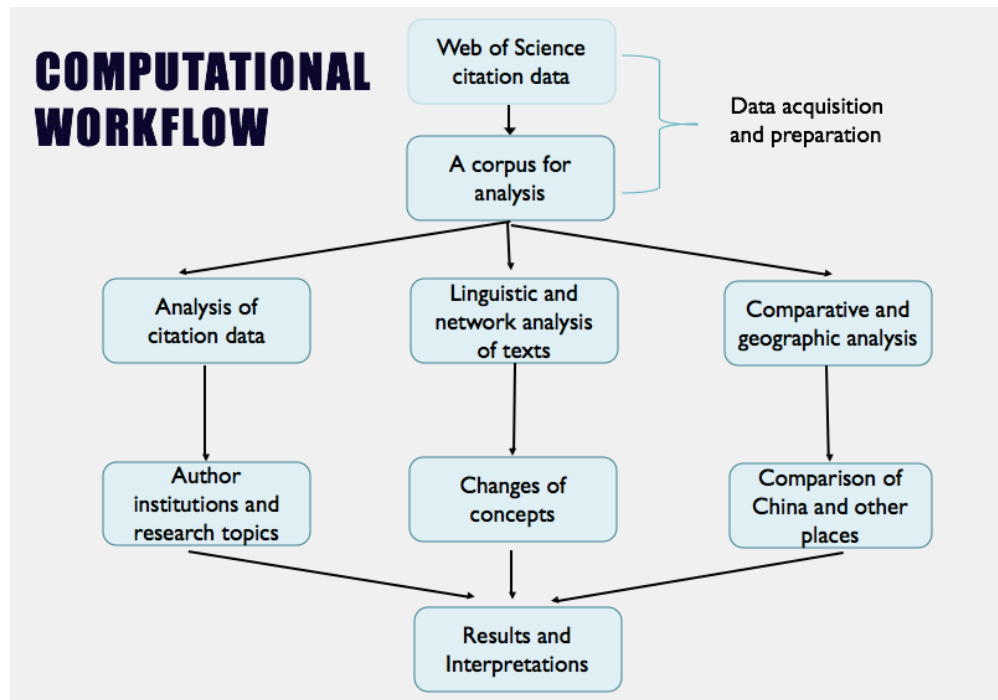 COMPUTATIONAL
WORKFLOW
Web of Science
citation data
Data acquisition
and preparation
A corpus for
analysis
Analysis of
citation data
Linguistic and
network analysis
of texts
Comparative and
geographic analysis
Author
institutions and
research topics
Changes of
concepts
Comparison of
China and other
places
Results and
Interpretations